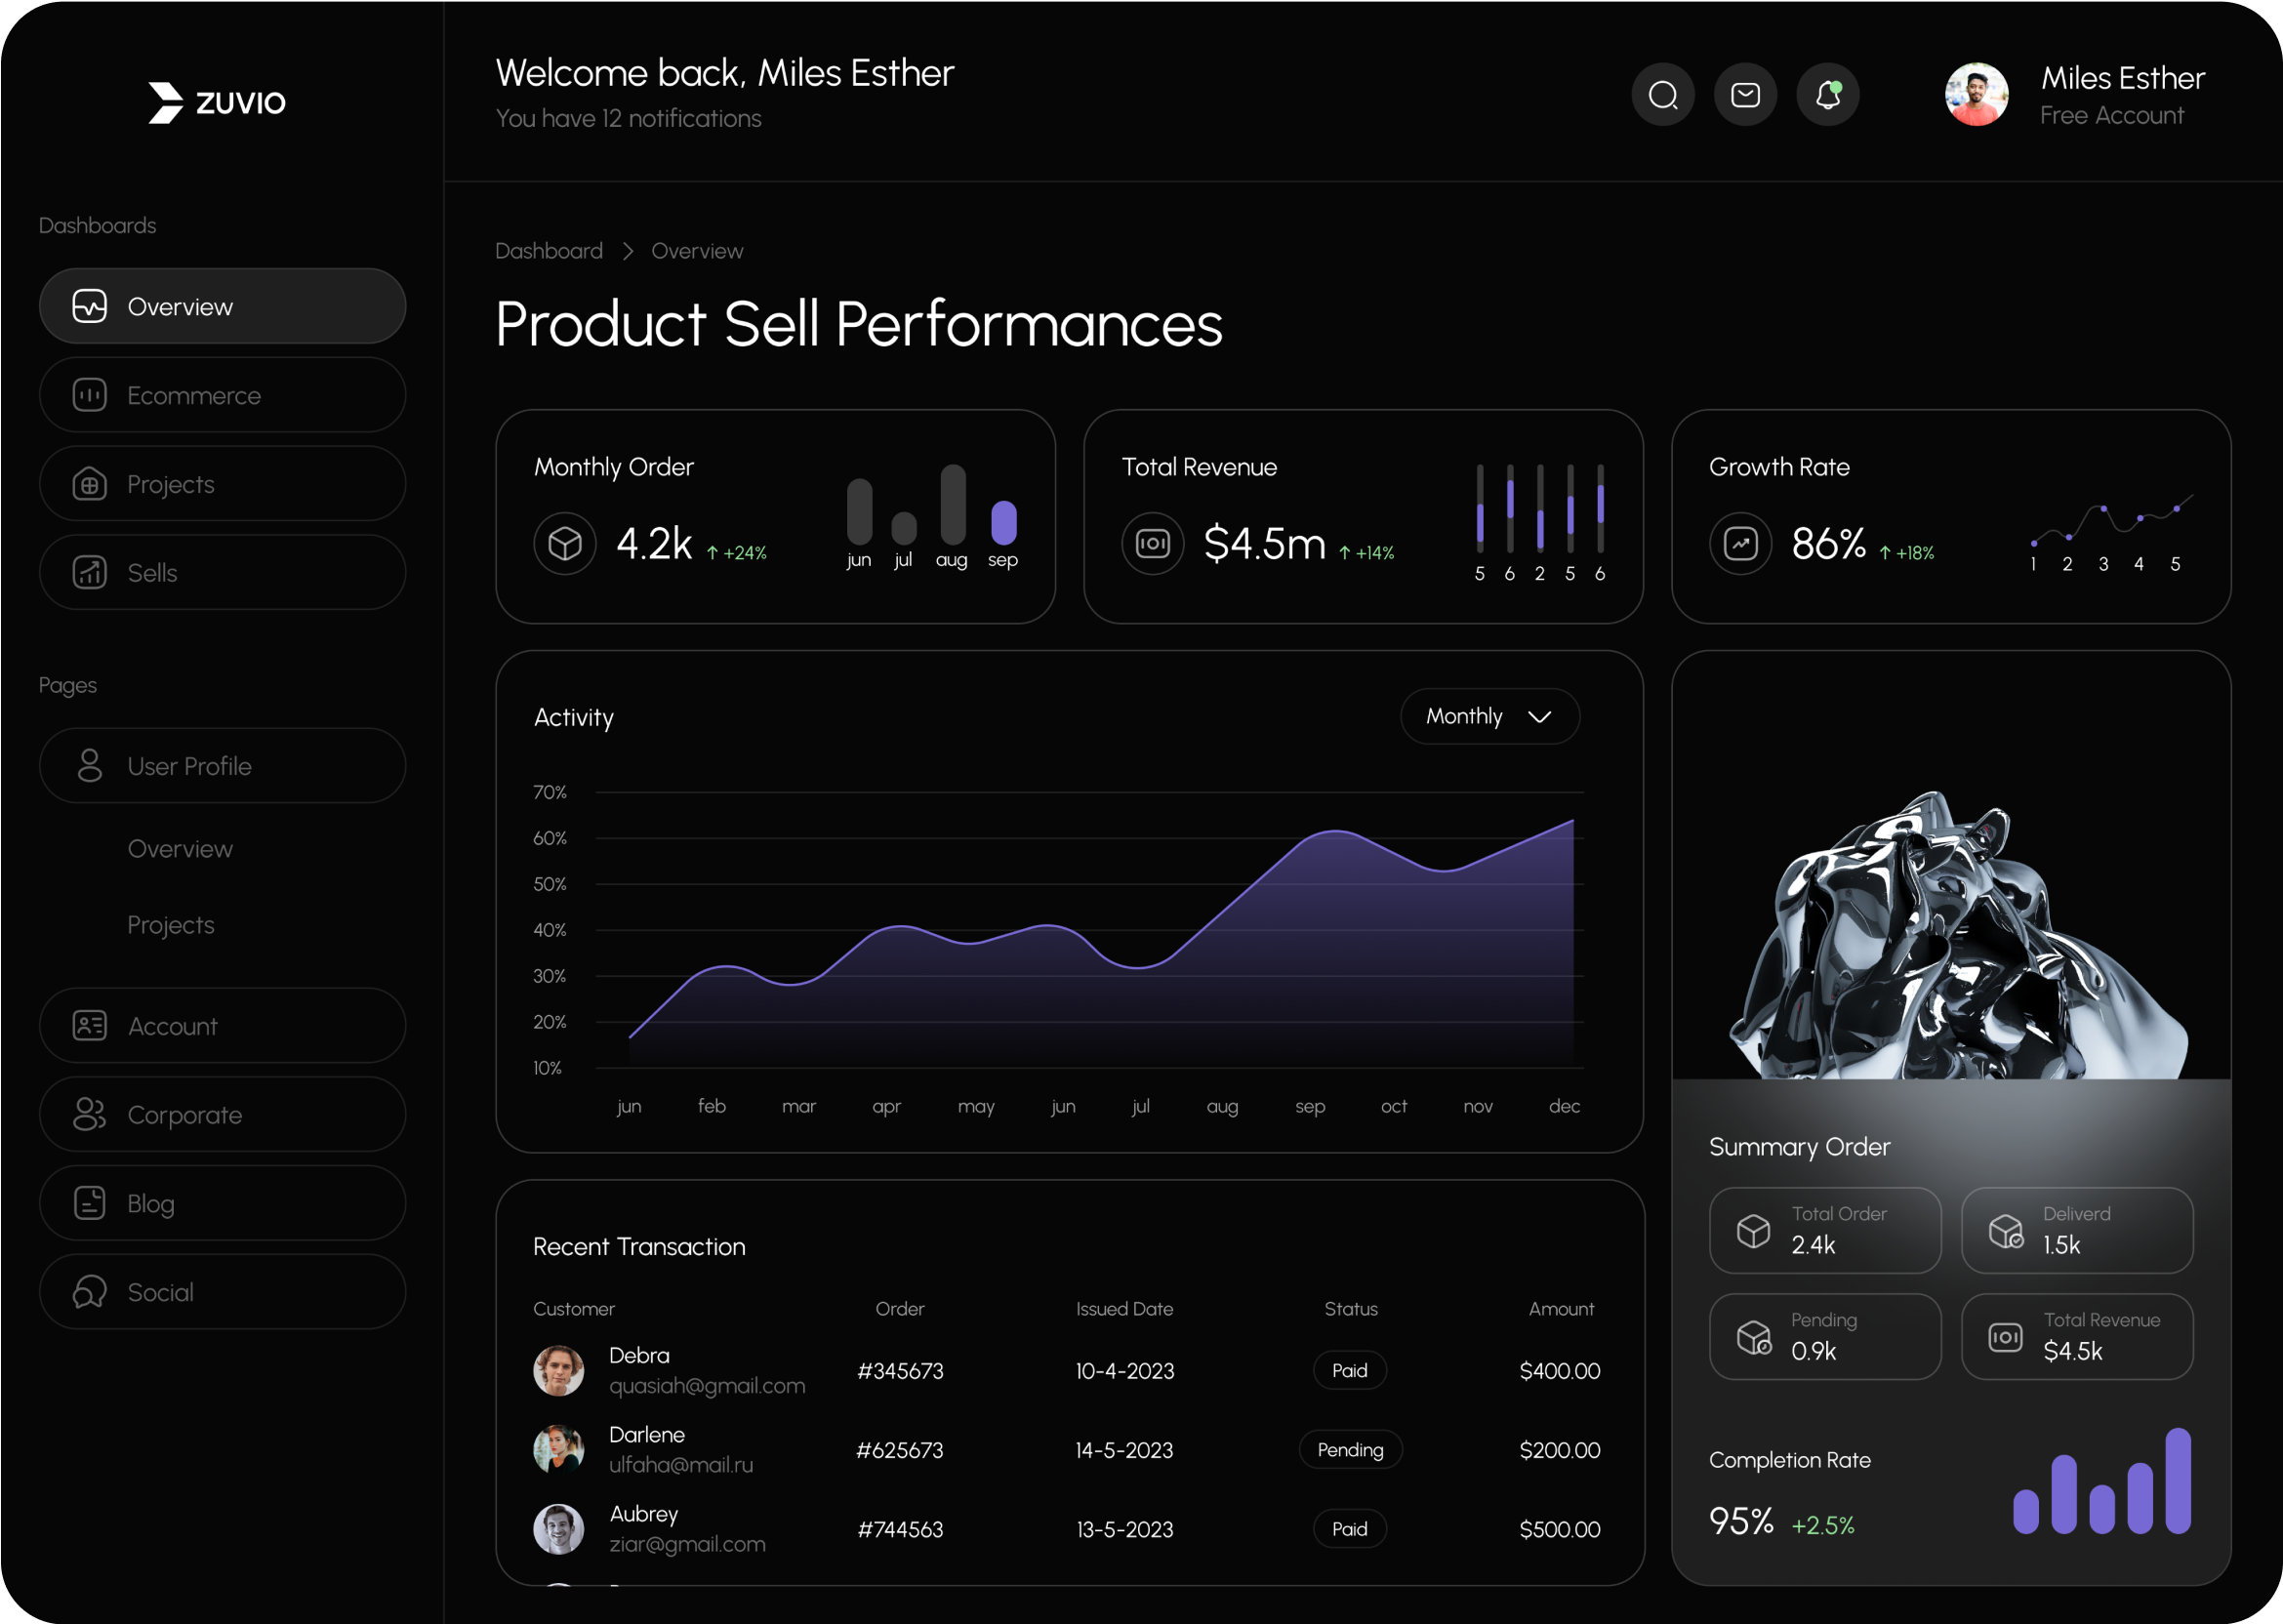 ZUVIO
Welcome back, Miles Esther
You have 12 notifications
Miles Esther
Free Account
Dashboards
Overview
Ecommerce
Projects
Sells
Pages
User Profile
Overview
Projects
Account
Corporate
Blog
Social
Dashboard > Overview
Product Sell Performances
Monthly Order
4.2k ↑ +24%
jun jul aug sep
Total Revenue
$4.5m ↑ +14%
5 6 2 5 6
Growth Rate
86% ↑ +18%
1 2 3 4 5
Activity
Monthly
70%
60%
50%
40%
30%
20%
10%
jun feb mar apr may jun jul aug sep oct nov dec
Recent Transaction
Customer Order Issued Date Status Amount
Debra
quasiah@gmail.com
#345673 10-4-2023 Paid $400.00
Darlene
ulfaha@mail.ru
#625673 14-5-2023 Pending $200.00
Aubrey
ziar@gmail.com
#744563 13-5-2023 Paid $500.00
Summary Order
Total Order
2.4k
Deliverd
1.5k
Pending
0.9k
Total Revenue
$4.5k
Completion Rate
95% +2.5%